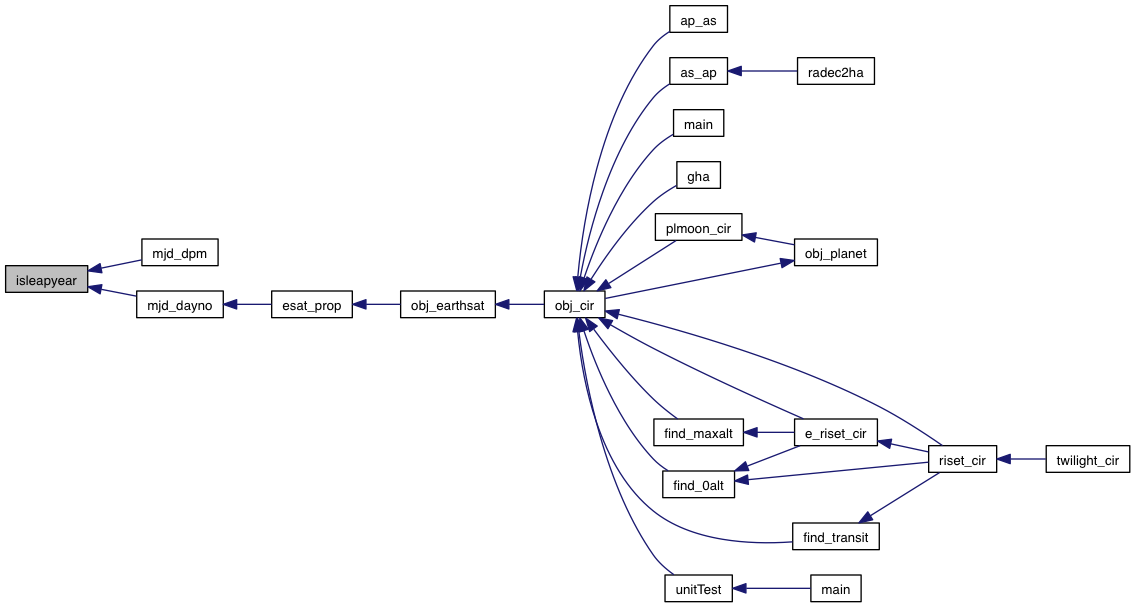 ap_as
as_ap
radec2ha
main
gha
plmoon_cir
mjd_dpm
obj_planet
isleapyear
mjd_dayno
esat_prop
obj_earthsat
obj_cir
find_maxalt
e_riset_cir
riset_cir
twilight_cir
find_0alt
find_transit
unitTest
main